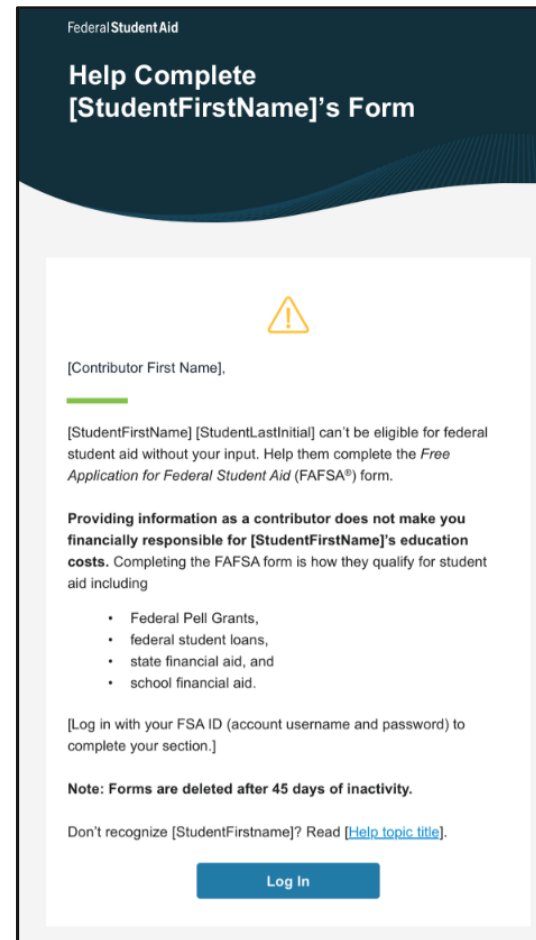 Federal Student Aid
Help Complete
[StudentFirstName]'s Form
[Contributor First Name],
[StudentFirstName] [StudentLastInitial] can't be eligible for federal
student aid without your input. Help them complete the Free
Application for Federal Student Aid (FAFSA®) form.
Providing information as a contributor does not make you
financially responsible for [StudentFirstName]'s education
costs. Completing the FAFSA form is how they qualify for student
aid including
• Federal Pell Grants,
• federal student loans,
• state financial aid, and
• school financial aid.
[Log in with your FSA ID (account username and password) to
complete your section.]
Note: Forms are deleted after 45 days of inactivity.
Don't recognize [StudentFirstname]? Read [Help topic title].
Log In